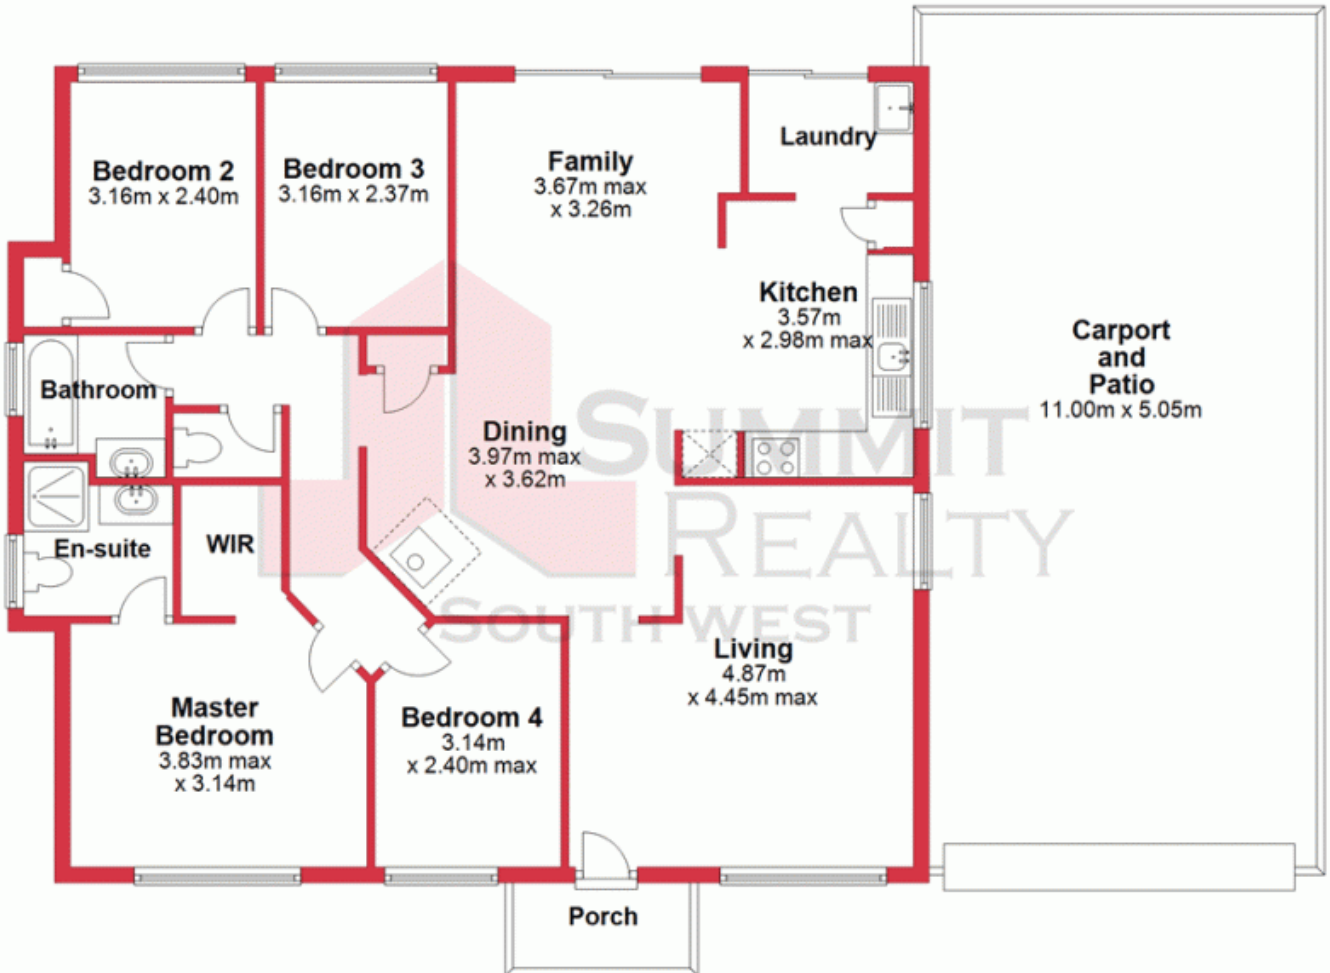 Bedroom 2
3.16m x 2.40m
Bedroom 3
3.16m x 2.37m
Family
3.67m max
x 3.26m
Laundry
Kitchen
3.57m
x 2.98m max
Carport
and
Patio
11.00m x 5.05m
Bathroom
Dining
3.97m max
x 3.62m
SUMMIT
REALTY
SOUTH WEST
En-suite
WIR
Living
4.87m
x 4.45m max
Master
Bedroom
3.83m max
x 3.14m
Bedroom 4
3.14m
x 2.40m max
Porch